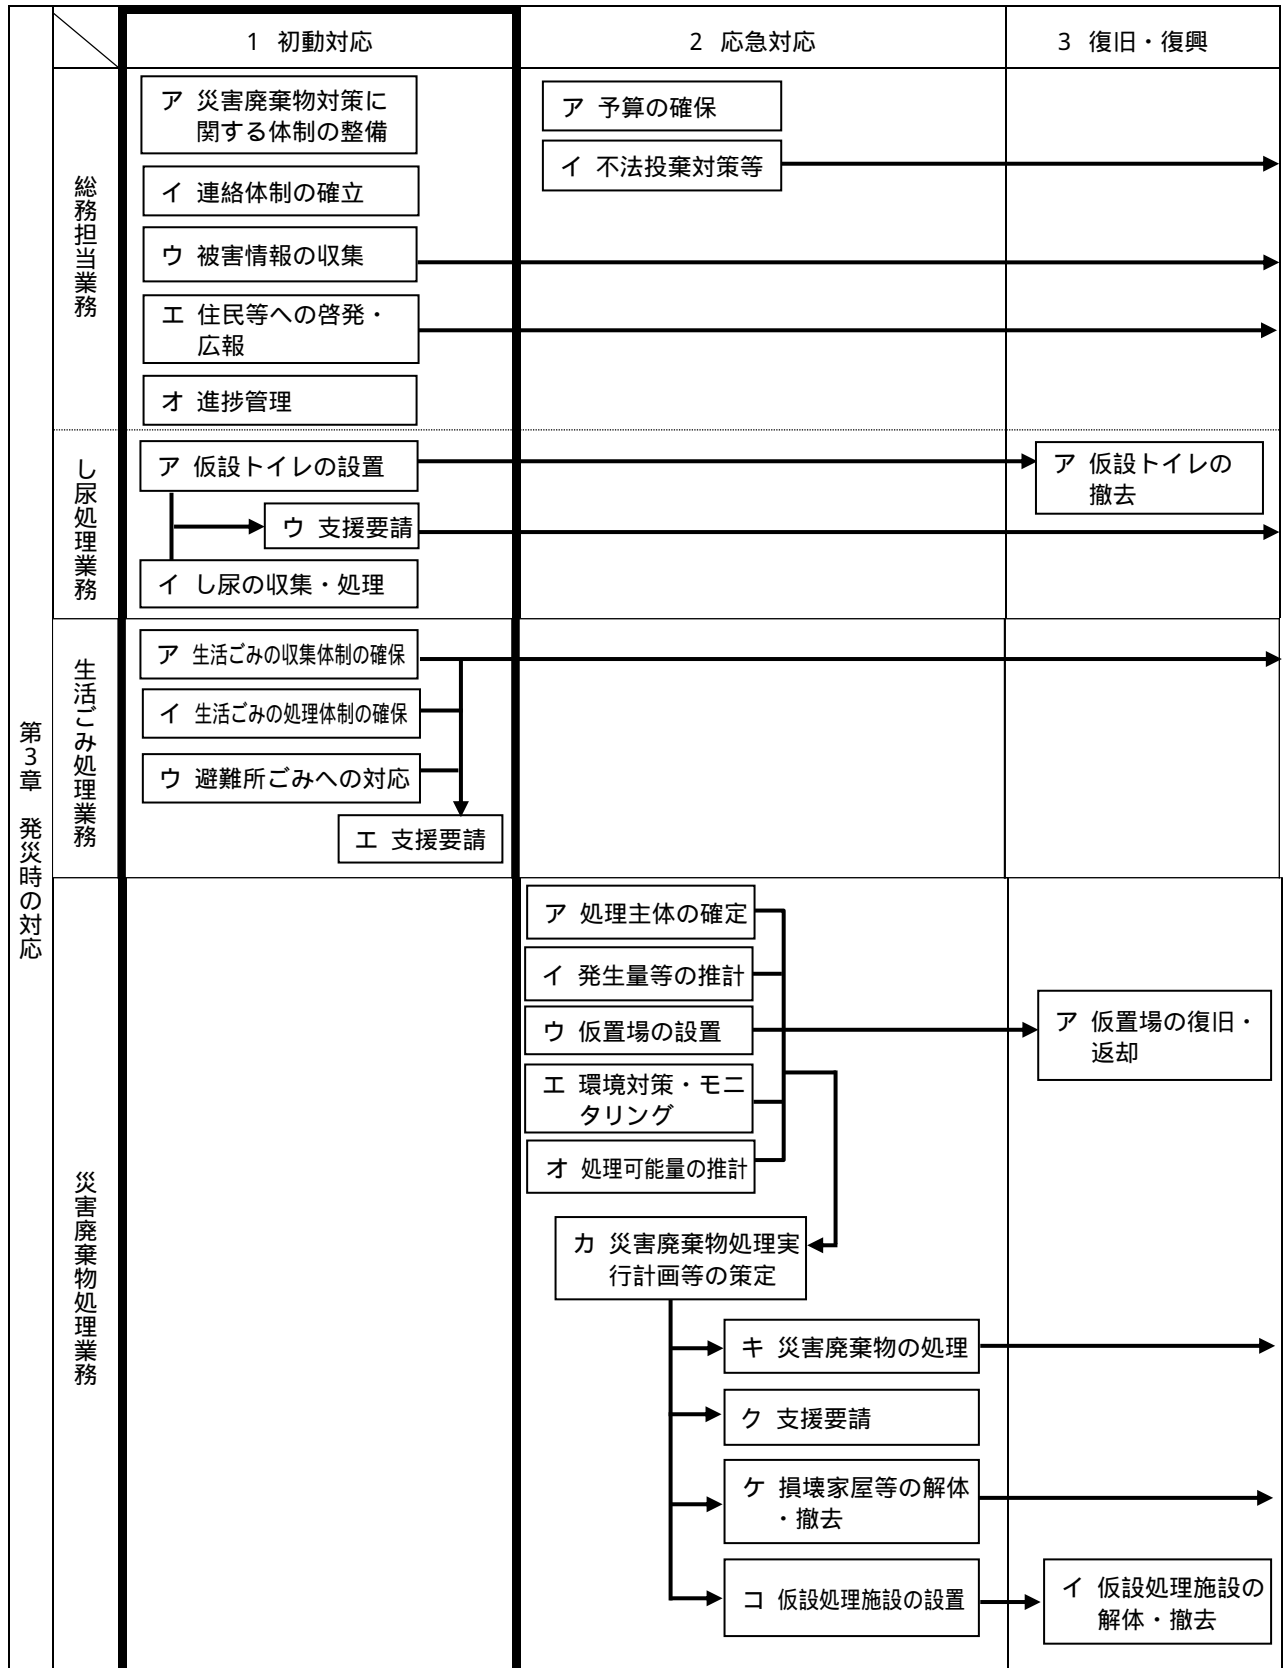 1 初動対応
2 応急対応
3 復旧・復興
第3章 発災時の対応
総務担当業務
ア 災害廃棄物対策に
関する体制の整備
イ 連絡体制の確立
ウ 被害情報の収集
エ 住民等への啓発・
広報
オ 進捗管理
ア 予算の確保
イ 不法投棄対策等
し尿処理業務
ア 仮設トイレの設置
ウ 支援要請
イ し尿の収集・処理
ア 仮設トイレの
撤去
生活ごみ処理業務
ア 生活ごみの収集体制の確保
イ 生活ごみの処理体制の確保
ウ 避難所ごみへの対応
エ 支援要請
災害廃棄物処理業務
ア 処理主体の確定
イ 発生量等の推計
ウ 仮置場の設置
エ 環境対策・モニ
タリング
オ 処理可能量の推計
カ 災害廃棄物処理実
行計画等の策定
キ 災害廃棄物の処理
ク 支援要請
ケ 損壊家屋等の解体
・撤去
コ 仮設処理施設の設置
ア 仮置場の復旧・
返却
イ 仮設処理施設の
解体・撤去